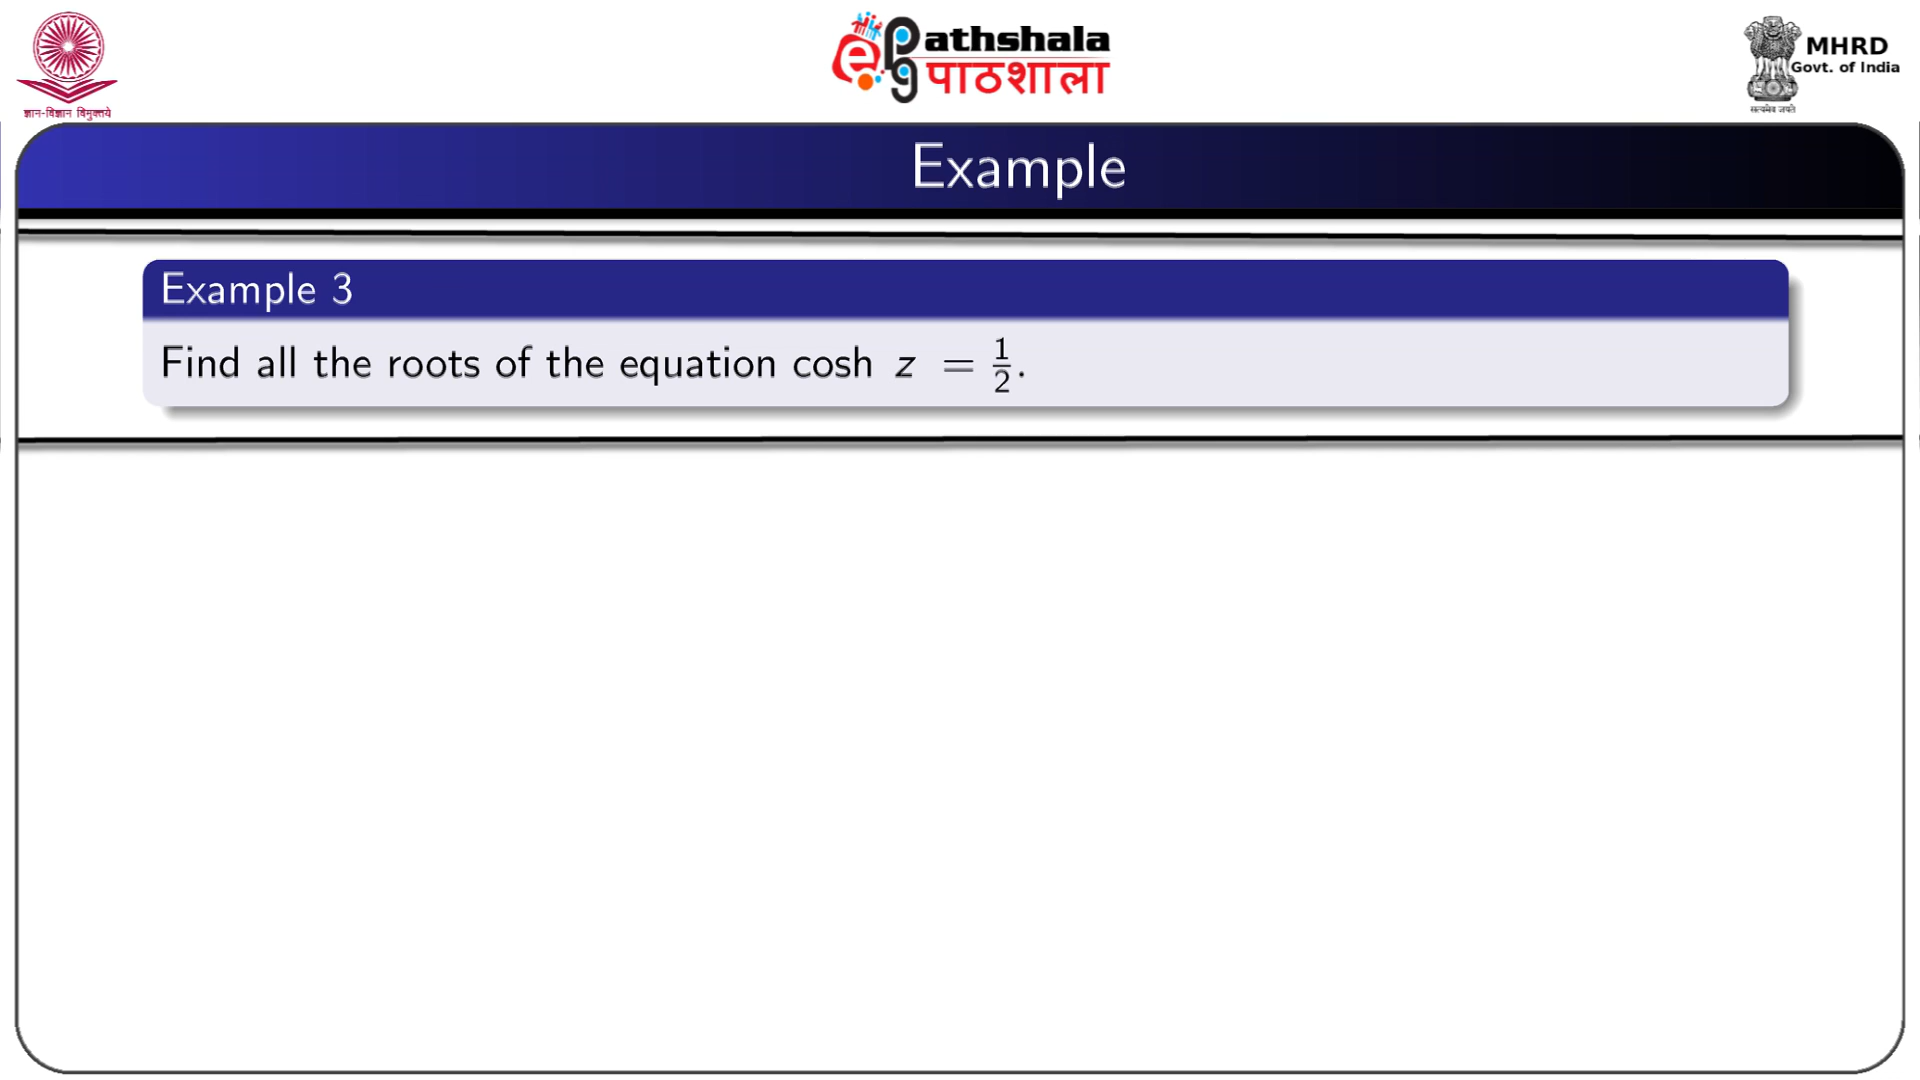 ज्ञान-विज्ञान विमुक्तये
e Pathshala
पाठशाला
MHRD
Govt. of India
सत्यमेव जयते
Example
Example 3
Find all the roots of the equation cosh z = 1/2.